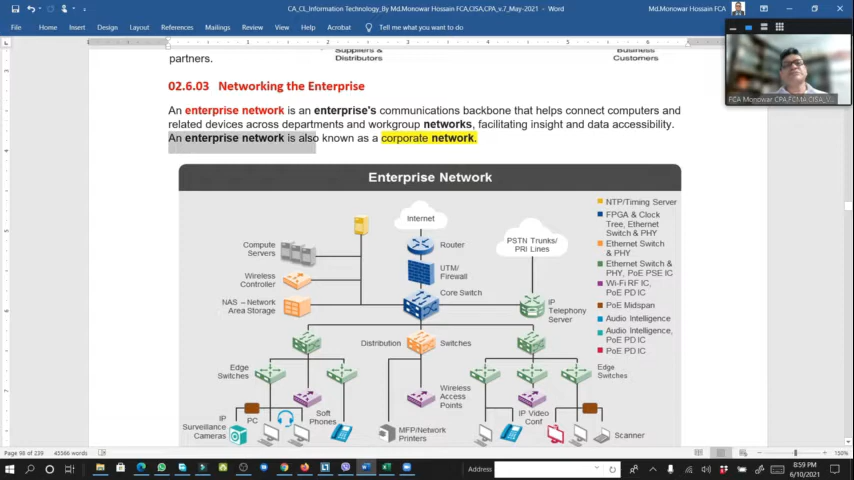 CA_CL_Information Technology_By Md.Monowar Hossain FCA,CISA,CPA_v.7_May-2021 - Word
Md.Monowar Hossain FCA
File Home Insert Design Layout References Mailings Review View Help Acrobat Tell me what you want to do
Suppliers &
Distributors
Business
Customers
partners.
02.6.03 Networking the Enterprise
An enterprise network is an enterprise's communications backbone that helps connect computers and
related devices across departments and workgroup networks, facilitating insight and data accessibility.
An enterprise network is also known as a corporate network.
FCA Monowar CPA,FCMA,CISA_
Enterprise Network
Internet
PSTN Trunks/
PRI Lines
Compute
Servers
Router
Wireless
Controller
UTM/
Firewall
NAS – Network
Area Storage
Core Switch
IP
Telephony
Server
NTP/Timing Server
FPGA & Clock
Tree, Ethernet
Switch & PHY
Ethernet Switch
& PHY
Ethernet Switch &
PHY, PoE PSE IC
Wi-Fi RF IC,
PoE PD IC
PoE Midspan
Audio Intelligence
Audio Intelligence,
PoE PD IC
PoE PD IC
Distribution Switches
Edge
Switches
Edge
Switches
Wireless
Access
Points
PC
Soft
Phones
IP Video
Conf
IP
Surveillance
Cameras
MFP/Network
Printers
Scanner
Page 98 of 239 45566 words
150%
Address
8:59 PM
6/10/2021